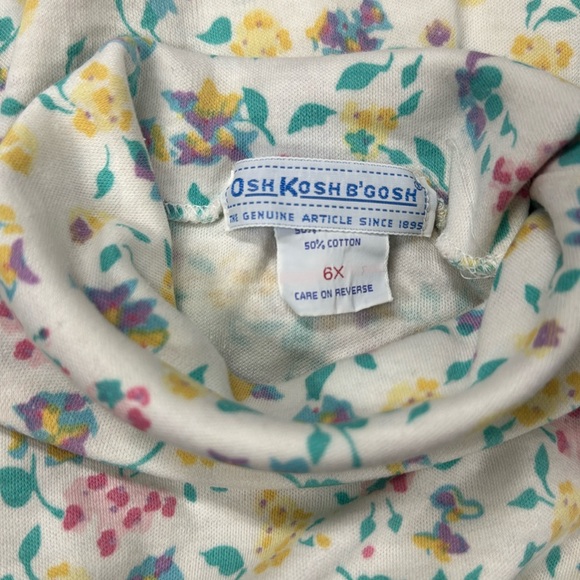 OSHKOSH B'GOSH
THE GENUINE ARTICLE SINCE 1895
50% COTTON
6X
CARE ON REVERSE